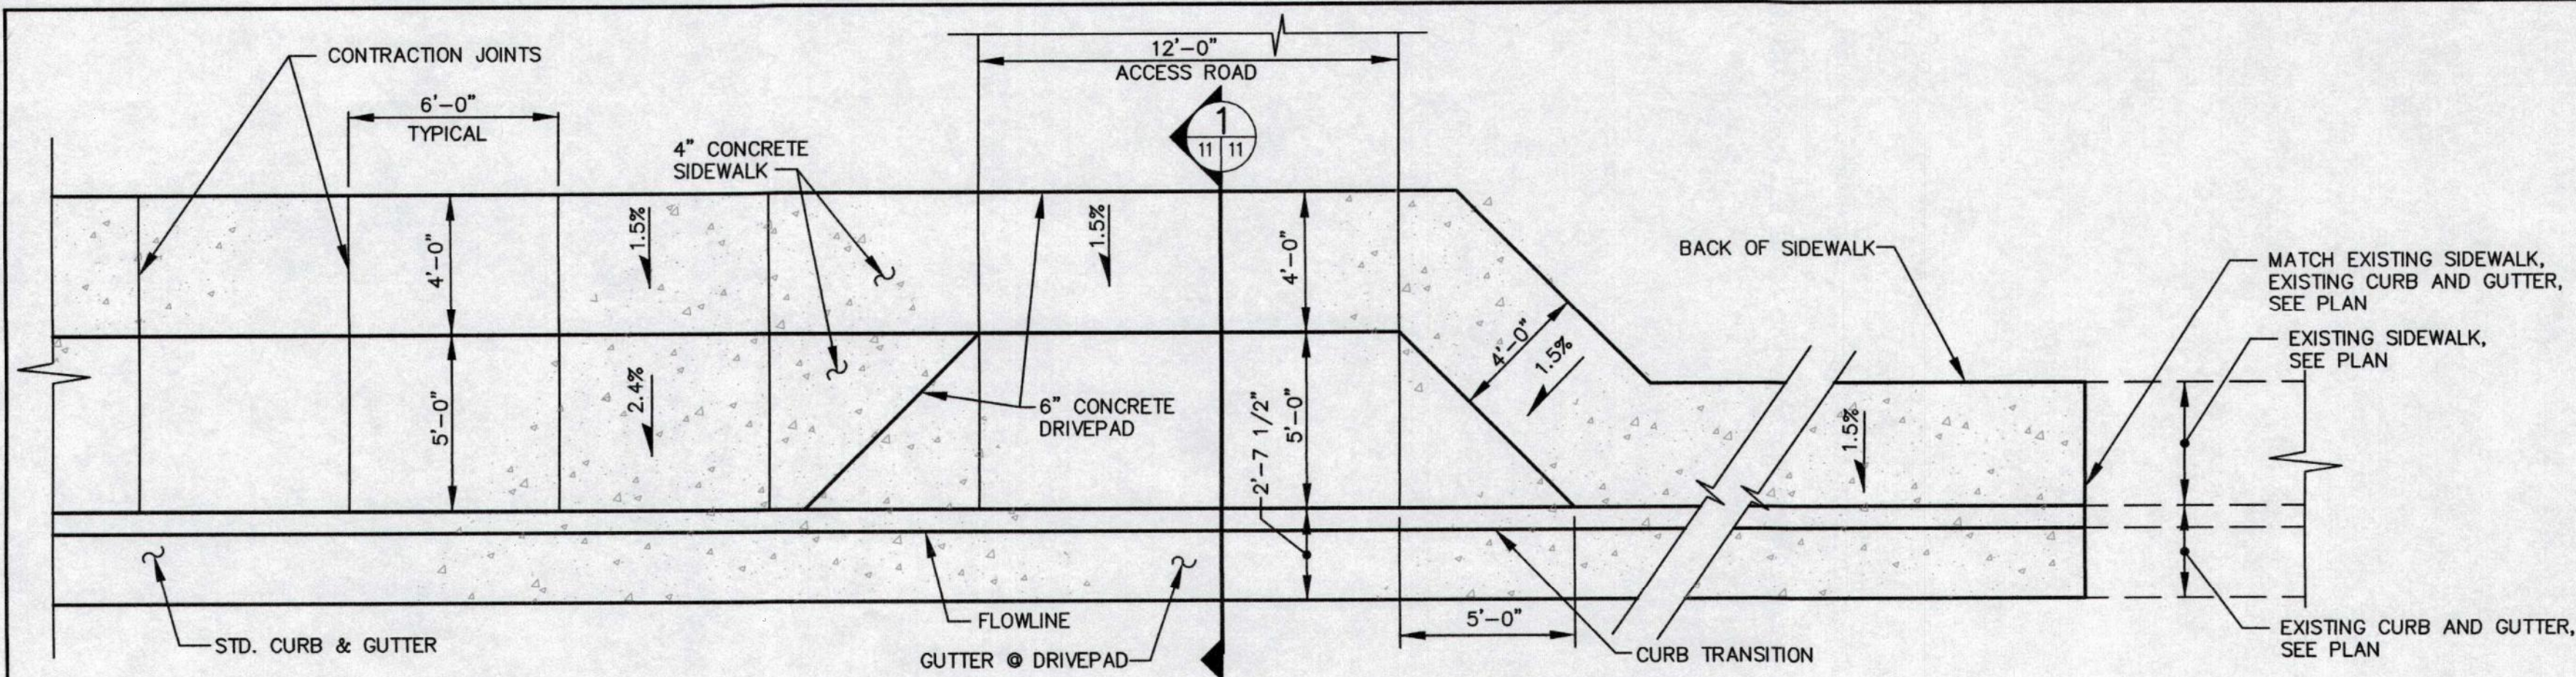 CONTRACTION JOINTS
6'-0"
TYPICAL
4" CONCRETE
SIDEWALK
12'-0"
ACCESS ROAD
1
11 11
4'-0"
1.5%
1.5%
4'-0"
BACK OF SIDEWALK
MATCH EXISTING SIDEWALK,
EXISTING CURB AND GUTTER,
SEE PLAN
EXISTING SIDEWALK,
SEE PLAN
4'-0"
1.5%
5'-0"
2.4%
6" CONCRETE
DRIVEPAD
2'-7 1/2"
5'-0"
1.5%
STD. CURB & GUTTER
FLOWLINE
GUTTER @ DRIVEPAD
5'-0"
CURB TRANSITION
EXISTING CURB AND GUTTER,
SEE PLAN